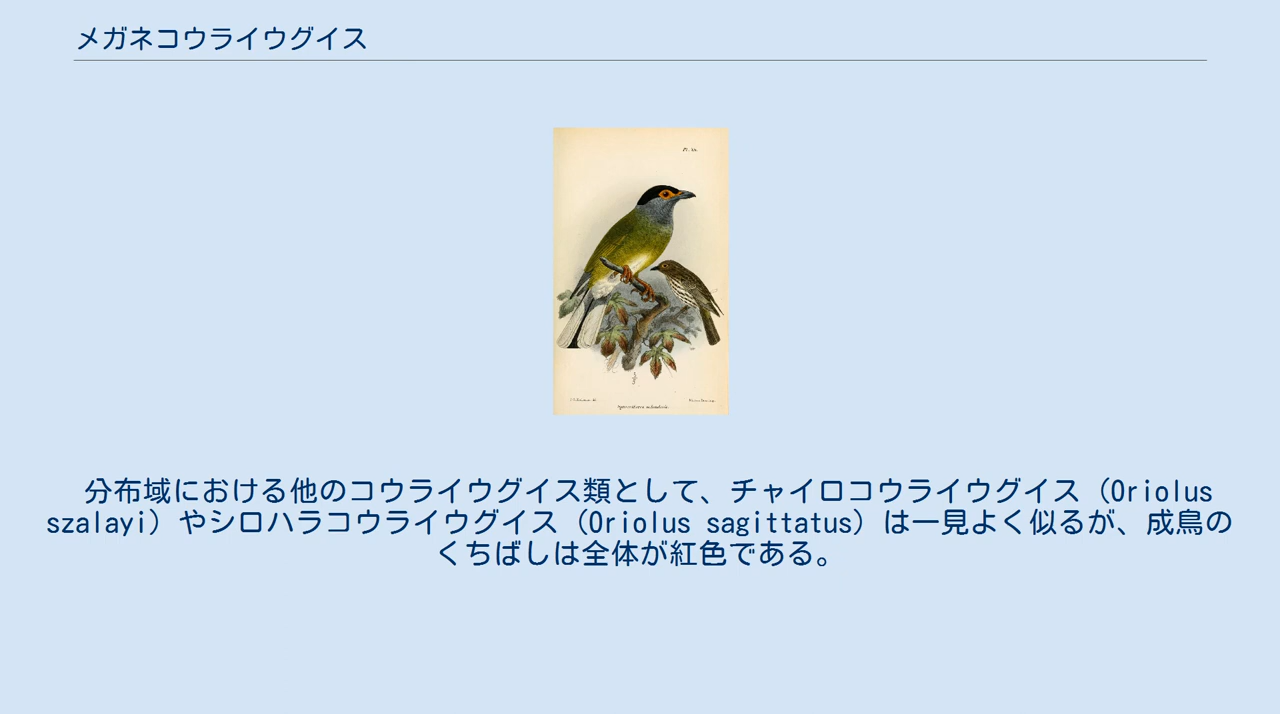 メガネコウライウグイス
分布域における他のコウライウグイス類として、チャイロコウライウグイス（Oriolus
szalayi）やシロハラコウライウグイス（Oriolus sagittatus）は一見よく似るが、成鳥の
くちばしは全体が紅色である。